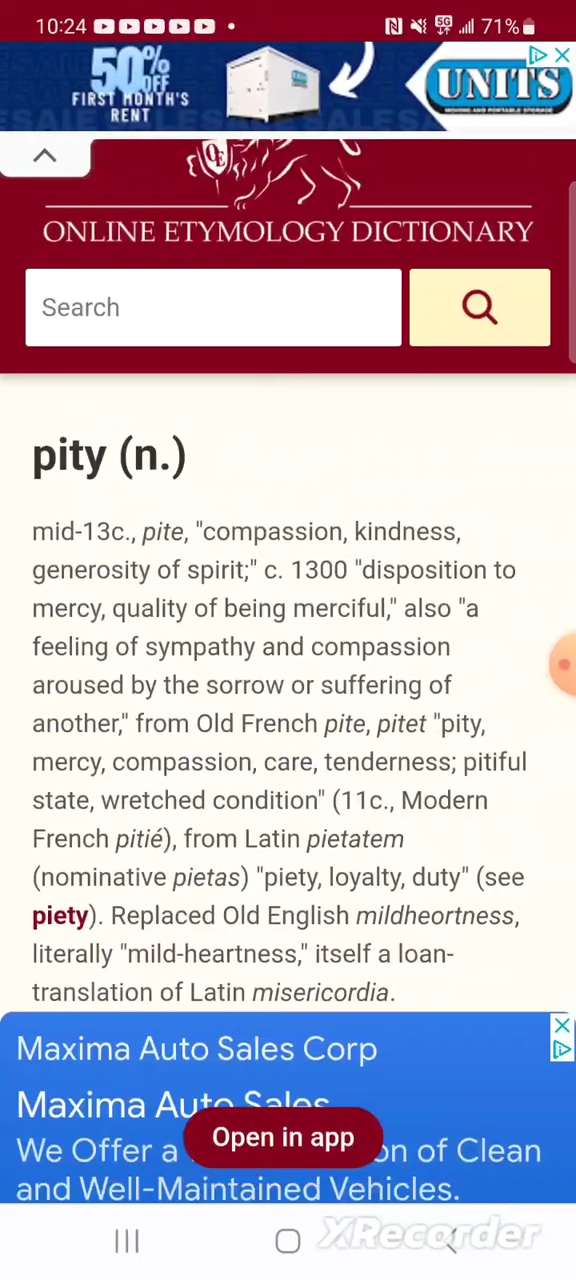 10:24 71%
50% OFF
FIRST MONTH'S
RENT
UNITS
MOVING AND PORTABLE STORAGE
OE
ONLINE ETYMOLOGY DICTIONARY
Search
pity (n.)
mid-13c., pite, "compassion, kindness,
generosity of spirit;" c. 1300 "disposition to
mercy, quality of being merciful," also "a
feeling of sympathy and compassion
aroused by the sorrow or suffering of
another," from Old French pite, pitet "pity,
mercy, compassion, care, tenderness; pitiful
state, wretched condition" (11c., Modern
French pitié), from Latin pietatem
(nominative pietas) "piety, loyalty, duty" (see
piety). Replaced Old English mildheortness,
literally "mild-heartness," itself a loan-
translation of Latin misericordia.
Maxima Auto Sales Corp
Maxima Auto Sales
We Offer a on of Clean
Open in app
and Well-Maintained Vehicles.
XRecorder